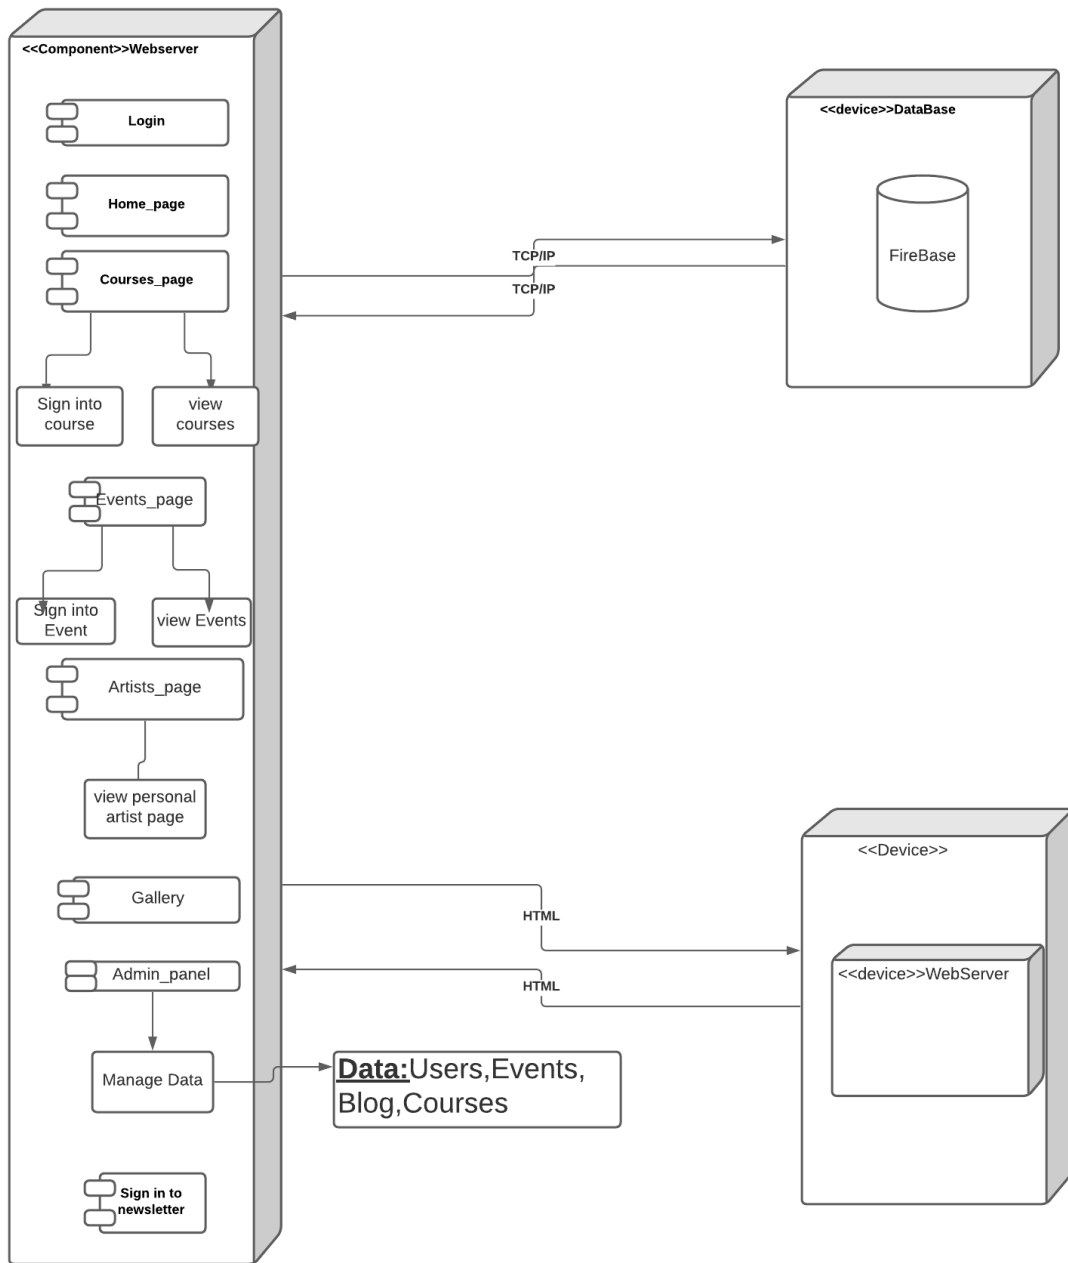 <<Component>>Webserver
Login
Home_page
Courses_page
Sign into
course
view
courses
Events_page
Sign into
Event
view Events
Artists_page
view personal
artist page
Gallery
Admin_panel
Manage Data
Data:Users,Events,
Blog,Courses
Sign in to
newsletter
TCP/IP
TCP/IP
<<device>>DataBase
FireBase
HTML
HTML
<<Device>>
<<device>>WebServer